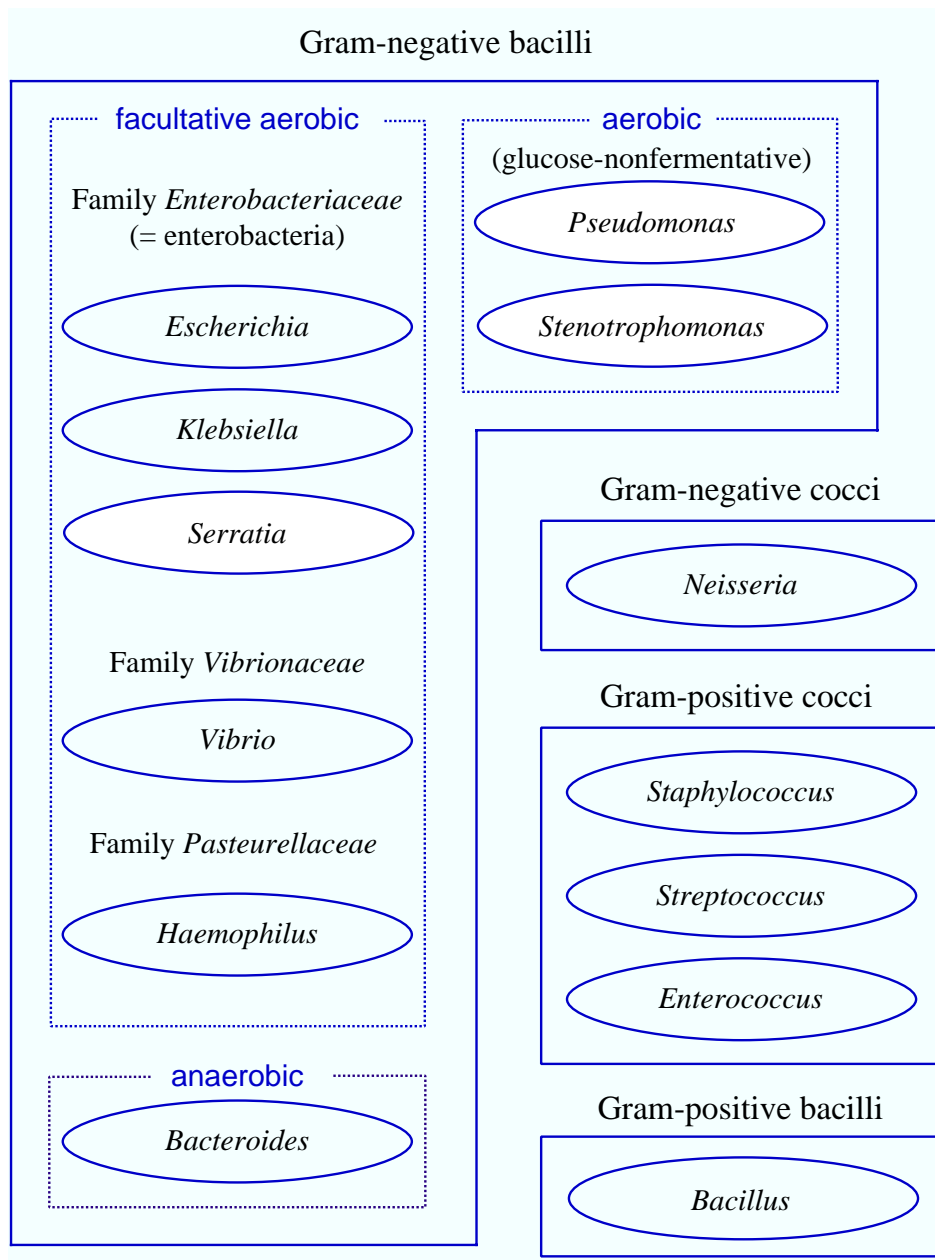 Gram-negative bacilli
facultative aerobic
Family Enterobacteriaceae
(= enterobacteria)
Escherichia
Klebsiella
Serratia
Family Vibrionaceae
Vibrio
Family Pasteurellaceae
Haemophilus
anaerobic
Bacteroides
aerobic
(glucose-nonfermentative)
Pseudomonas
Stenotrophomonas
Gram-negative cocci
Neisseria
Gram-positive cocci
Staphylococcus
Streptococcus
Enterococcus
Gram-positive bacilli
Bacillus